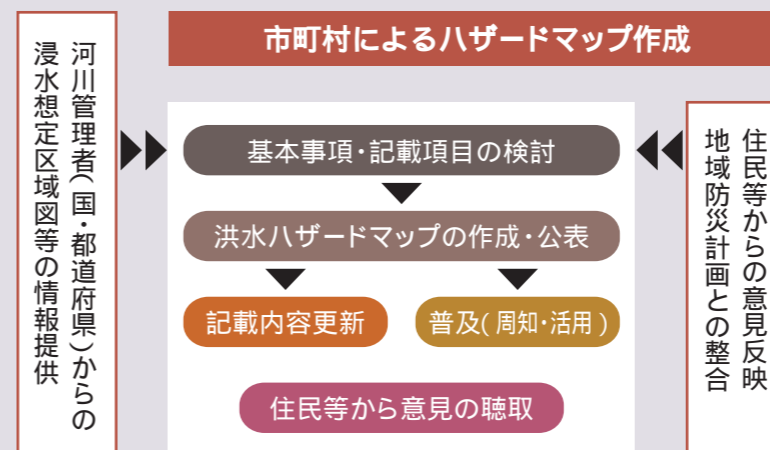 市町村によるハザードマップ作成
河川管理者(国・都道府県)からの
浸水想定区域図等の情報提供
基本事項・記載項目の検討
洪水ハザードマップの作成・公表
記載内容更新
普及(周知・活用)
住民等から意見の聴取
住民等からの意見反映
地域防災計画との整合